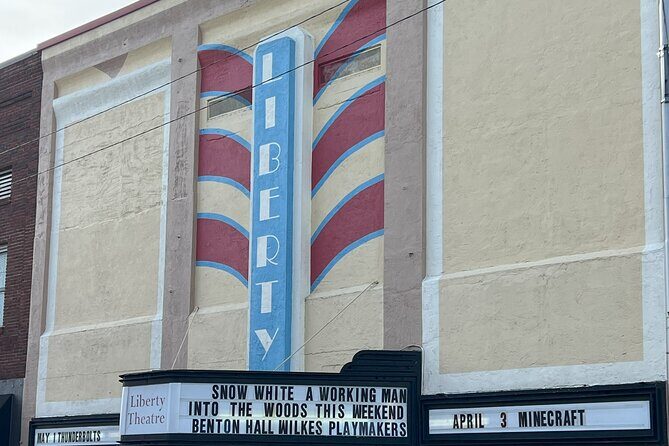 LIBERTY
Liberty
Theatre
SNOW WHITE A WORKING MAN
INTO THE WOODS THIS WEEKEND
BENTON HALL WILKES PLAYMAKERS
MAY 1 THUNDERBOLTS
APRIL 3 MINECRAFT